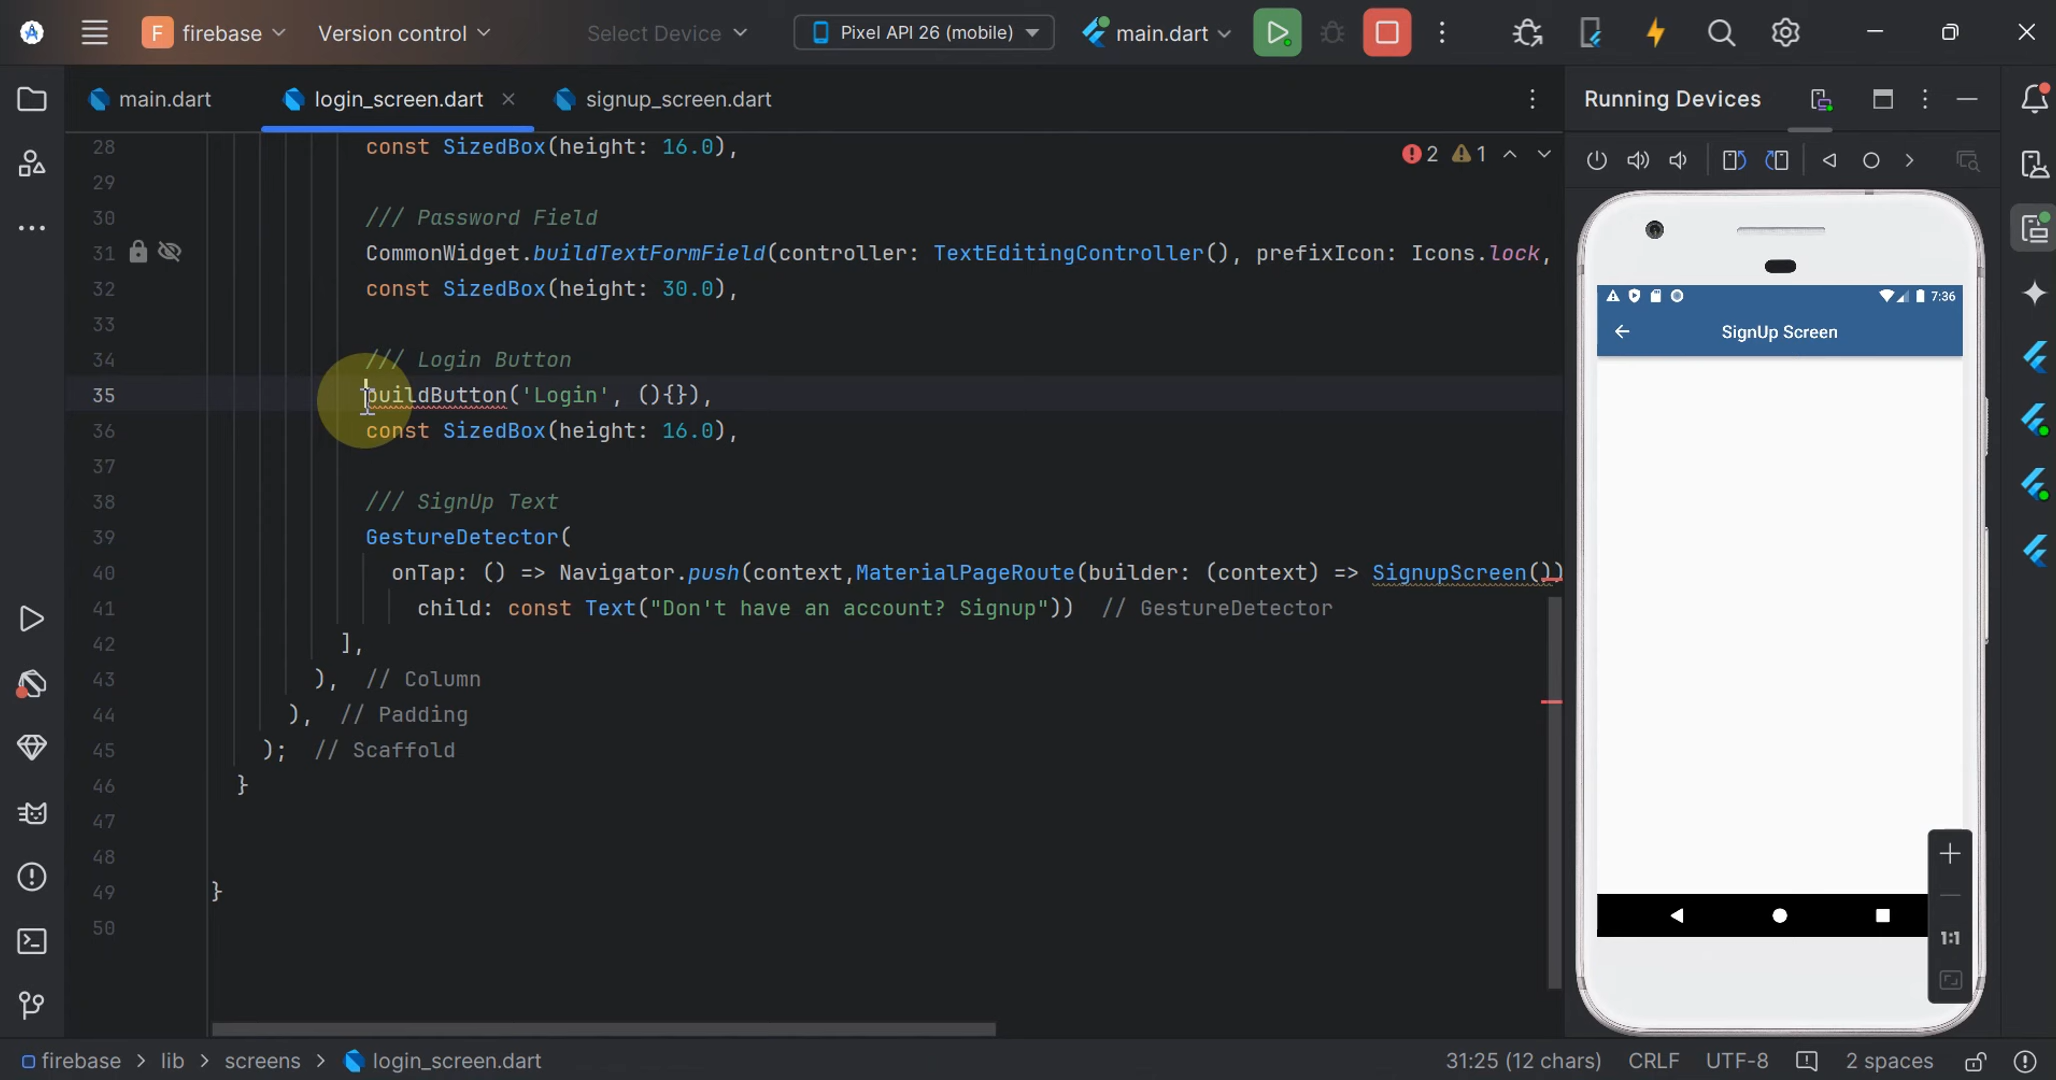 F firebase Version control Select Device Pixel API 26 (mobile) main.dart
main.dart login_screen.dart signup_screen.dart
Running Devices
28 const SizedBox(height: 16.0),
2 1
29
30 /// Password Field
31 CommonWidget.buildTextFormField(controller: TextEditingController(), prefixIcon: Icons.lock,
32 const SizedBox(height: 30.0),
33
34 /// Login Button
35 buildButton('Login', (){}),
36 const SizedBox(height: 16.0),
37
38 /// SignUp Text
39 GestureDetector(
40 onTap: () => Navigator.push(context,MaterialPageRoute(builder: (context) => SignupScreen())
41 child: const Text("Don't have an account? Signup")) // GestureDetector
42 ],
43 ), // Column
44 ), // Padding
45 ); // Scaffold
46 }
47
48
49 }
50
7:36
SignUp Screen
1:1
firebase > lib > screens > login_screen.dart
31:25 (12 chars) CRLF UTF-8 2 spaces